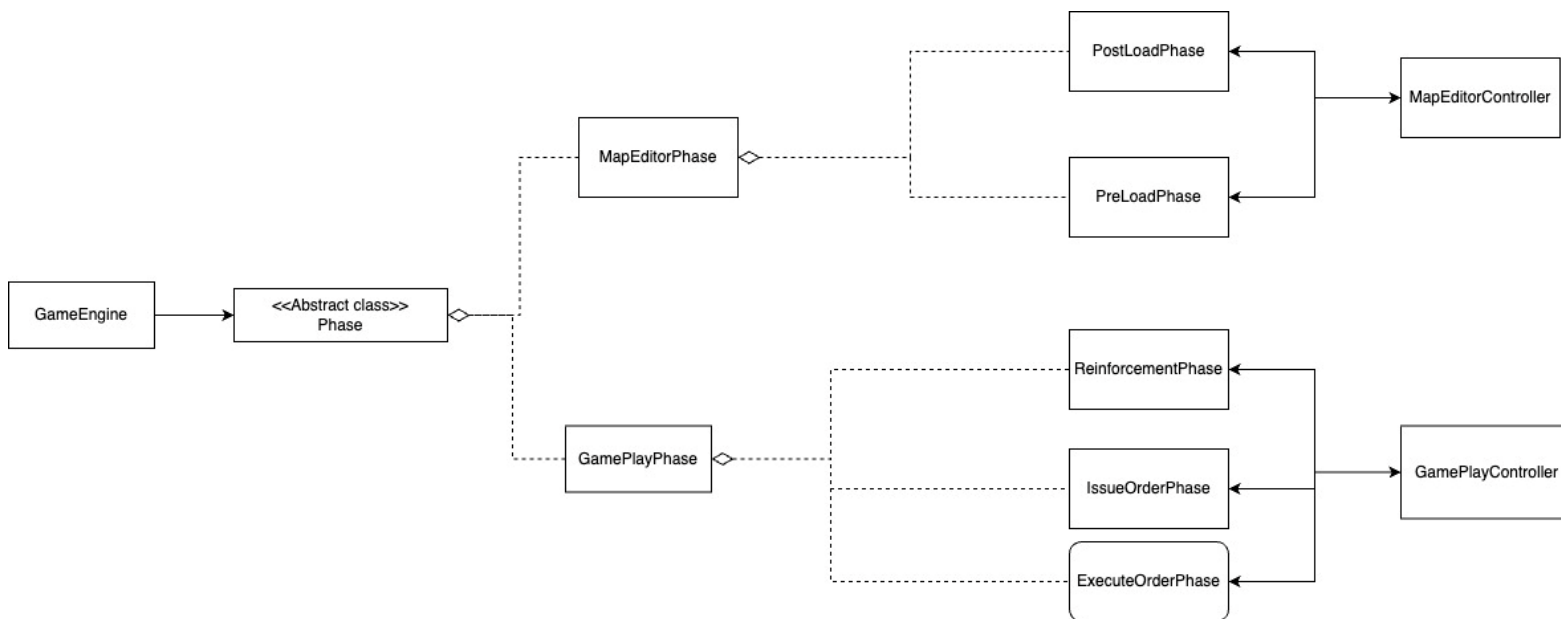 PostLoadPhase
MapEditorController
MapEditorPhase
PreLoadPhase
GameEngine
<<Abstract class>>
Phase
ReinforcementPhase
GamePlayPhase
GamePlayController
IssueOrderPhase
ExecuteOrderPhase